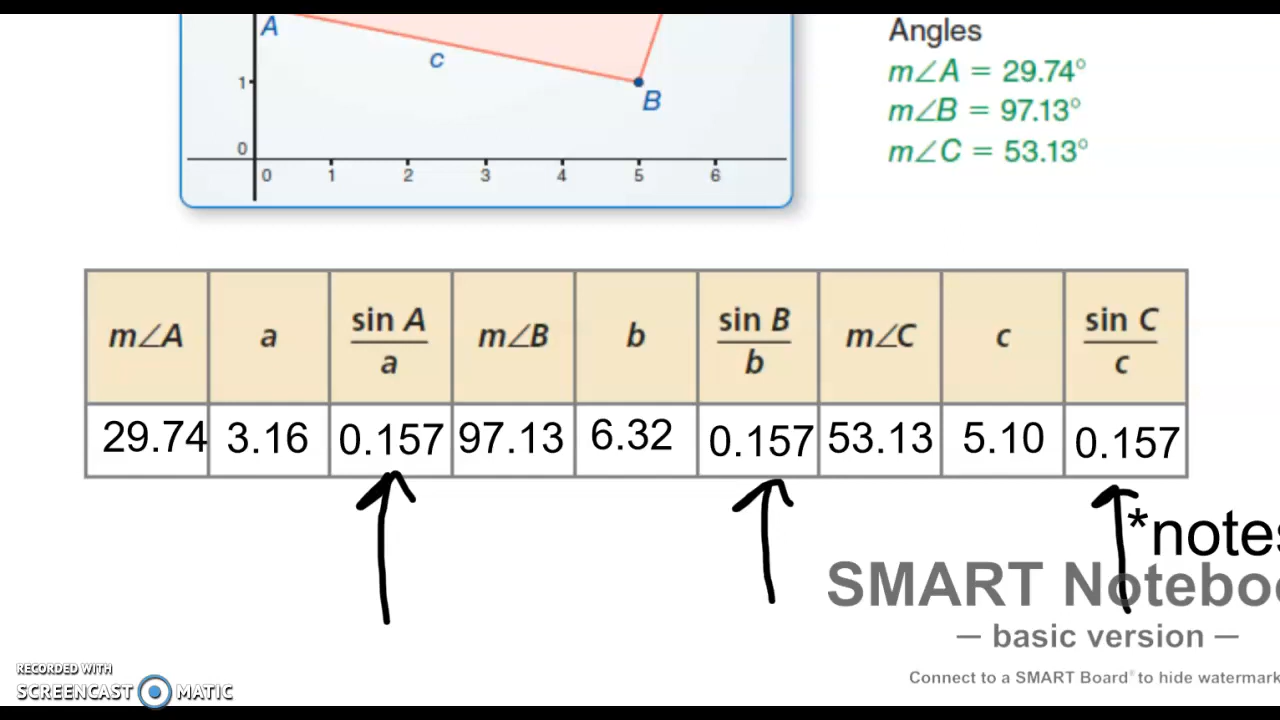 A
c
1
B
0
0 1 2 3 4 5 6
Angles
m∠A = 29.74°
m∠B = 97.13°
m∠C = 53.13°
m∠A a sin A/a m∠B b sin B/b m∠C c sin C/c
29.74 3.16 0.157 97.13 6.32 0.157 53.13 5.10 0.157
*notes
SMART Noteboo
— basic version —
Connect to a SMART Board® to hide watermark
RECORDED WITH
SCREENCAST MATIC